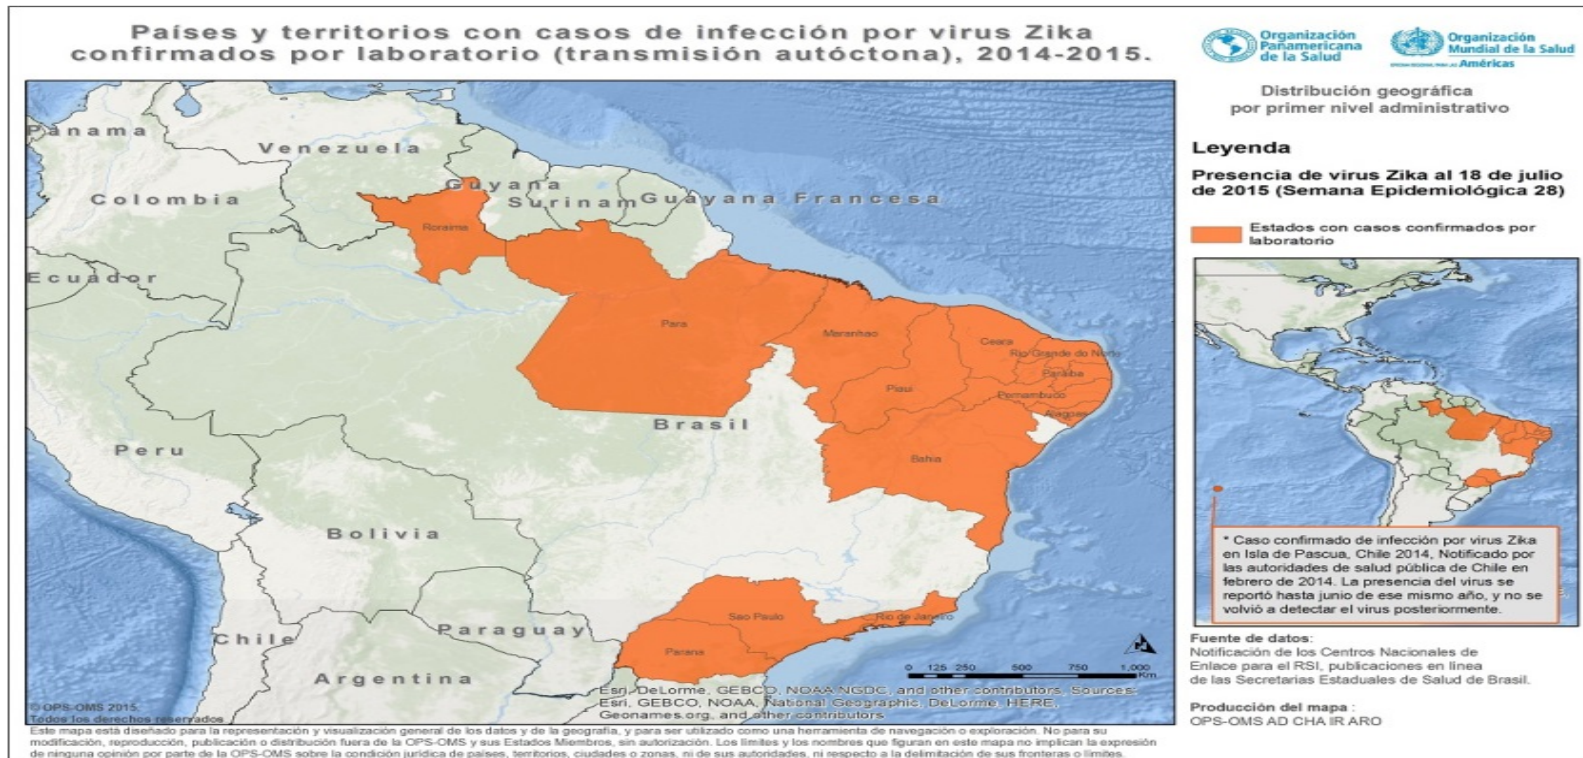 Países y territorios con casos de infección por virus Zika
confirmados por laboratorio (transmisión autóctona), 2014-2015.
Organización
Panamericana
de la Salud
Organización
Mundial de la Salud
OFICINA REGIONAL PARA LAS Américas
Distribución geográfica
por primer nivel administrativo
Leyenda
Presencia de virus Zika al 18 de julio
de 2015 (Semana Epidemiológica 28)
Estados con casos confirmados por
laboratorio
Panama
Venezuela
Colombia
Guyana
Surinam
Guayana Francesa
Roraima
Ecuador
Para
Maranhao
Ceara
Rio Grande do Norte
Paraiba
Piaui
Pernambuco
Alagoas
Brasil
Peru
Bahia
Bolivia
Sao Paulo
Rio de Janeiro
Paraguay
Parana
Chile
Argentina
0 125 250 500 750 1,000
Km
Esri, DeLorme, GEBCO, NOAA NGDC, and other contributors, Sources:
Esri, GEBCO, NOAA, National Geographic, DeLorme, HERE,
Geonames.org, and other contributors
© OPS-OMS 2015.
Todos los derechos reservados
* Caso confirmado de infección por virus Zika
en Isla de Pascua, Chile 2014, Notificado por
las autoridades de salud pública de Chile en
febrero de 2014. La presencia del virus se
reportó hasta junio de ese mismo año, y no se
volvió a detectar el virus posteriormente.
Fuente de datos:
Notificación de los Centros Nacionales de
Enlace para el RSI, publicaciones en línea
de las Secretarias Estaduales de Salud de Brasil.
Producción del mapa :
OPS-OMS AD CHA IR ARO
Este mapa está diseñado para la representación y visualización general de los datos y de la geografía, y para ser utilizado como una herramienta de navegación o exploración. No para su
modificación, reproducción, publicación o distribución fuera de la OPS-OMS y sus Estados Miembros, sin autorización. Los límites y los nombres que figuran en este mapa no implican la expresión
de ninguna opinión por parte de la OPS-OMS sobre la condición jurídica de países, territorios, ciudades o zonas, ni de sus autoridades, ni respecto a la delimitación de sus fronteras o límites.